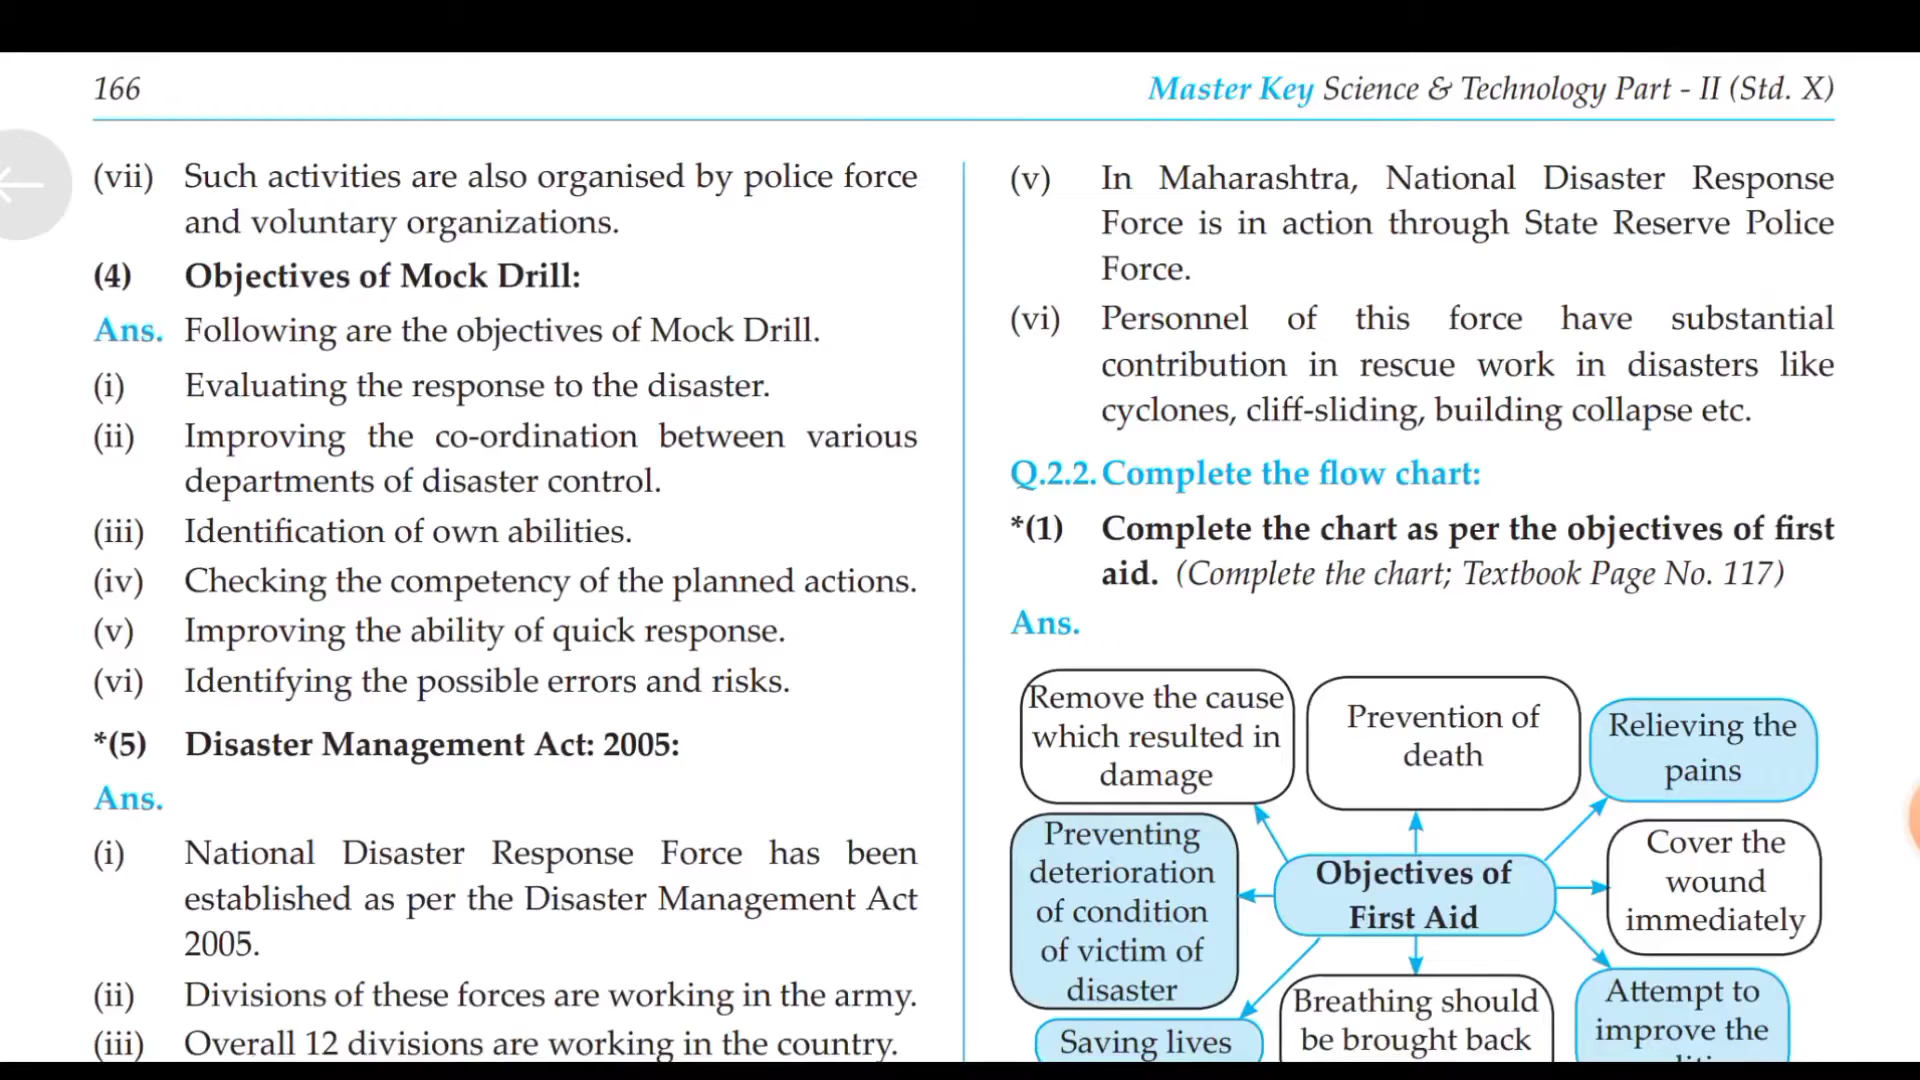 166
Master Key Science & Technology Part - II (Std. X)
(vii) Such activities are also organised by police force
and voluntary organizations.
(4) Objectives of Mock Drill:
Ans. Following are the objectives of Mock Drill.
(i) Evaluating the response to the disaster.
(ii) Improving the co-ordination between various
departments of disaster control.
(iii) Identification of own abilities.
(iv) Checking the competency of the planned actions.
(v) Improving the ability of quick response.
(vi) Identifying the possible errors and risks.
*(5) Disaster Management Act: 2005:
Ans.
(i) National Disaster Response Force has been
established as per the Disaster Management Act
2005.
(ii) Divisions of these forces are working in the army.
(iii) Overall 12 divisions are working in the country.
(v) In Maharashtra, National Disaster Response
Force is in action through State Reserve Police
Force.
(vi) Personnel of this force have substantial
contribution in rescue work in disasters like
cyclones, cliff-sliding, building collapse etc.
Q.2.2. Complete the flow chart:
*(1) Complete the chart as per the objectives of first
aid. (Complete the chart; Textbook Page No. 117)
Ans.
Remove the cause
which resulted in
damage
Prevention of
death
Relieving the
pains
Preventing
deterioration
of condition
of victim of
disaster
Objectives of
First Aid
Cover the
wound
immediately
Saving lives
Breathing should
be brought back
Attempt to
improve the